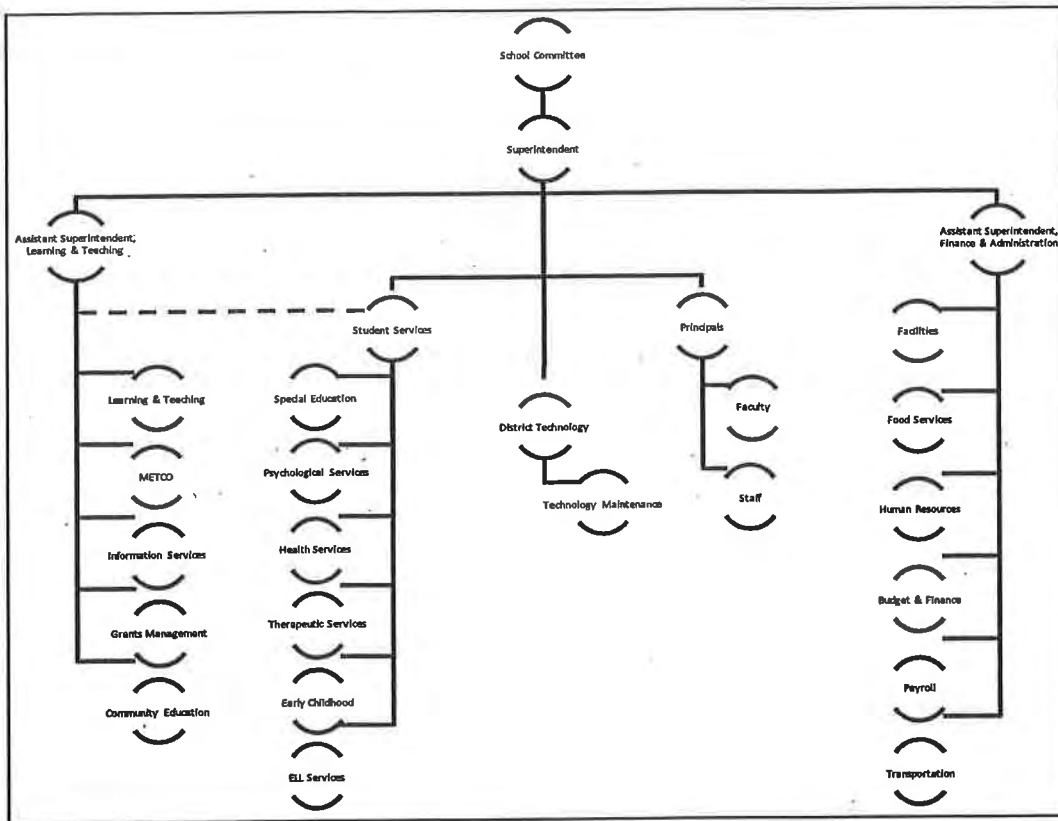 School Committee
Superintendent
Assistant Superintendent,
Learning & Teaching
Assistant Superintendent,
Finance & Administration
Student Services
Principals
Facilities
Learning & Teaching
Special Education
District Technology
Faculty
Food Services
METCO
Psychological Services
Technology Maintenance
Staff
Human Resources
Information Services
Health Services
Budget & Finance
Grants Management
Therapeutic Services
Payroll
Community Education
Early Childhood
Transportation
ELL Services